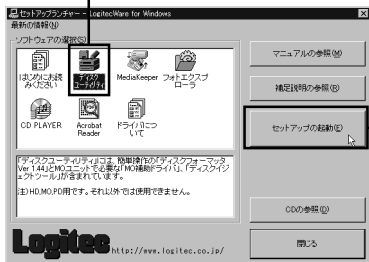 セットアップランチャー - LogitecWare for Windows
最新の情報(N)
ソフトウェアの選択(S)
はじめにお読
みください
ディスク
ユーティリティ
MediaKeeper
フォトエクスプ
ローラ
CD PLAYER
Acrobat
Reader
ドライバにつ
いて
「ディスクユーティリティ」には、簡単操作の「ディスクフォーマッタ
Ver 1.44」とMOユニットで必要な「MO補助ドライバ」、「ディスクイジ
ェクトツール」が含まれています。
注)HD,MO,PD用です。それ以外では使用できません。
マニュアルの参照(M)
補足説明の参照(R)
セットアップの起動(E)
CDの参照(D)
閉じる
Logitec
http://www.logitec.co.jp/